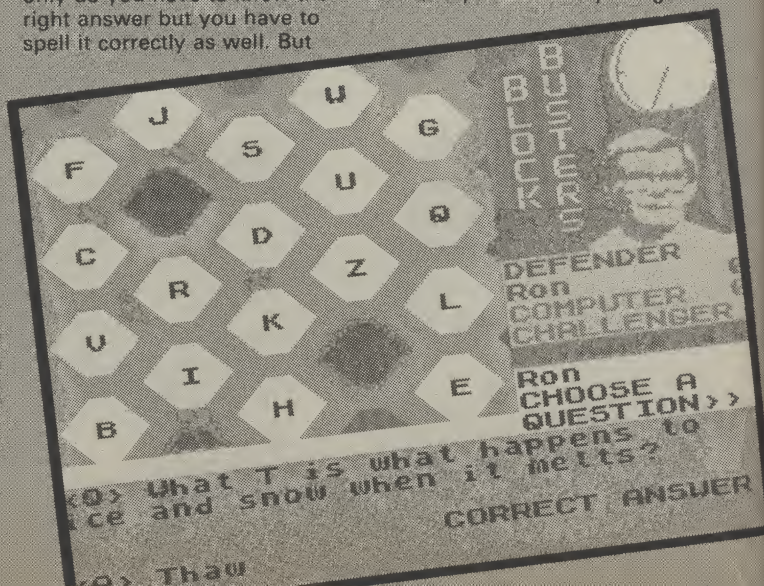 right answer but you have to
spell it correctly as well. But
BLOCK
BUSTERS
J
W
F
S
G
U
C
D
Q
R
Z
V
K
L
I
E
B
H
DEFENDER
Ron
COMPUTER
CHALLENGER
Ron
CHOOSE A
QUESTION>>
<Q> What T is what happens to
ice and snow when it melts?
CORRECT ANSWER
<A> Thaw